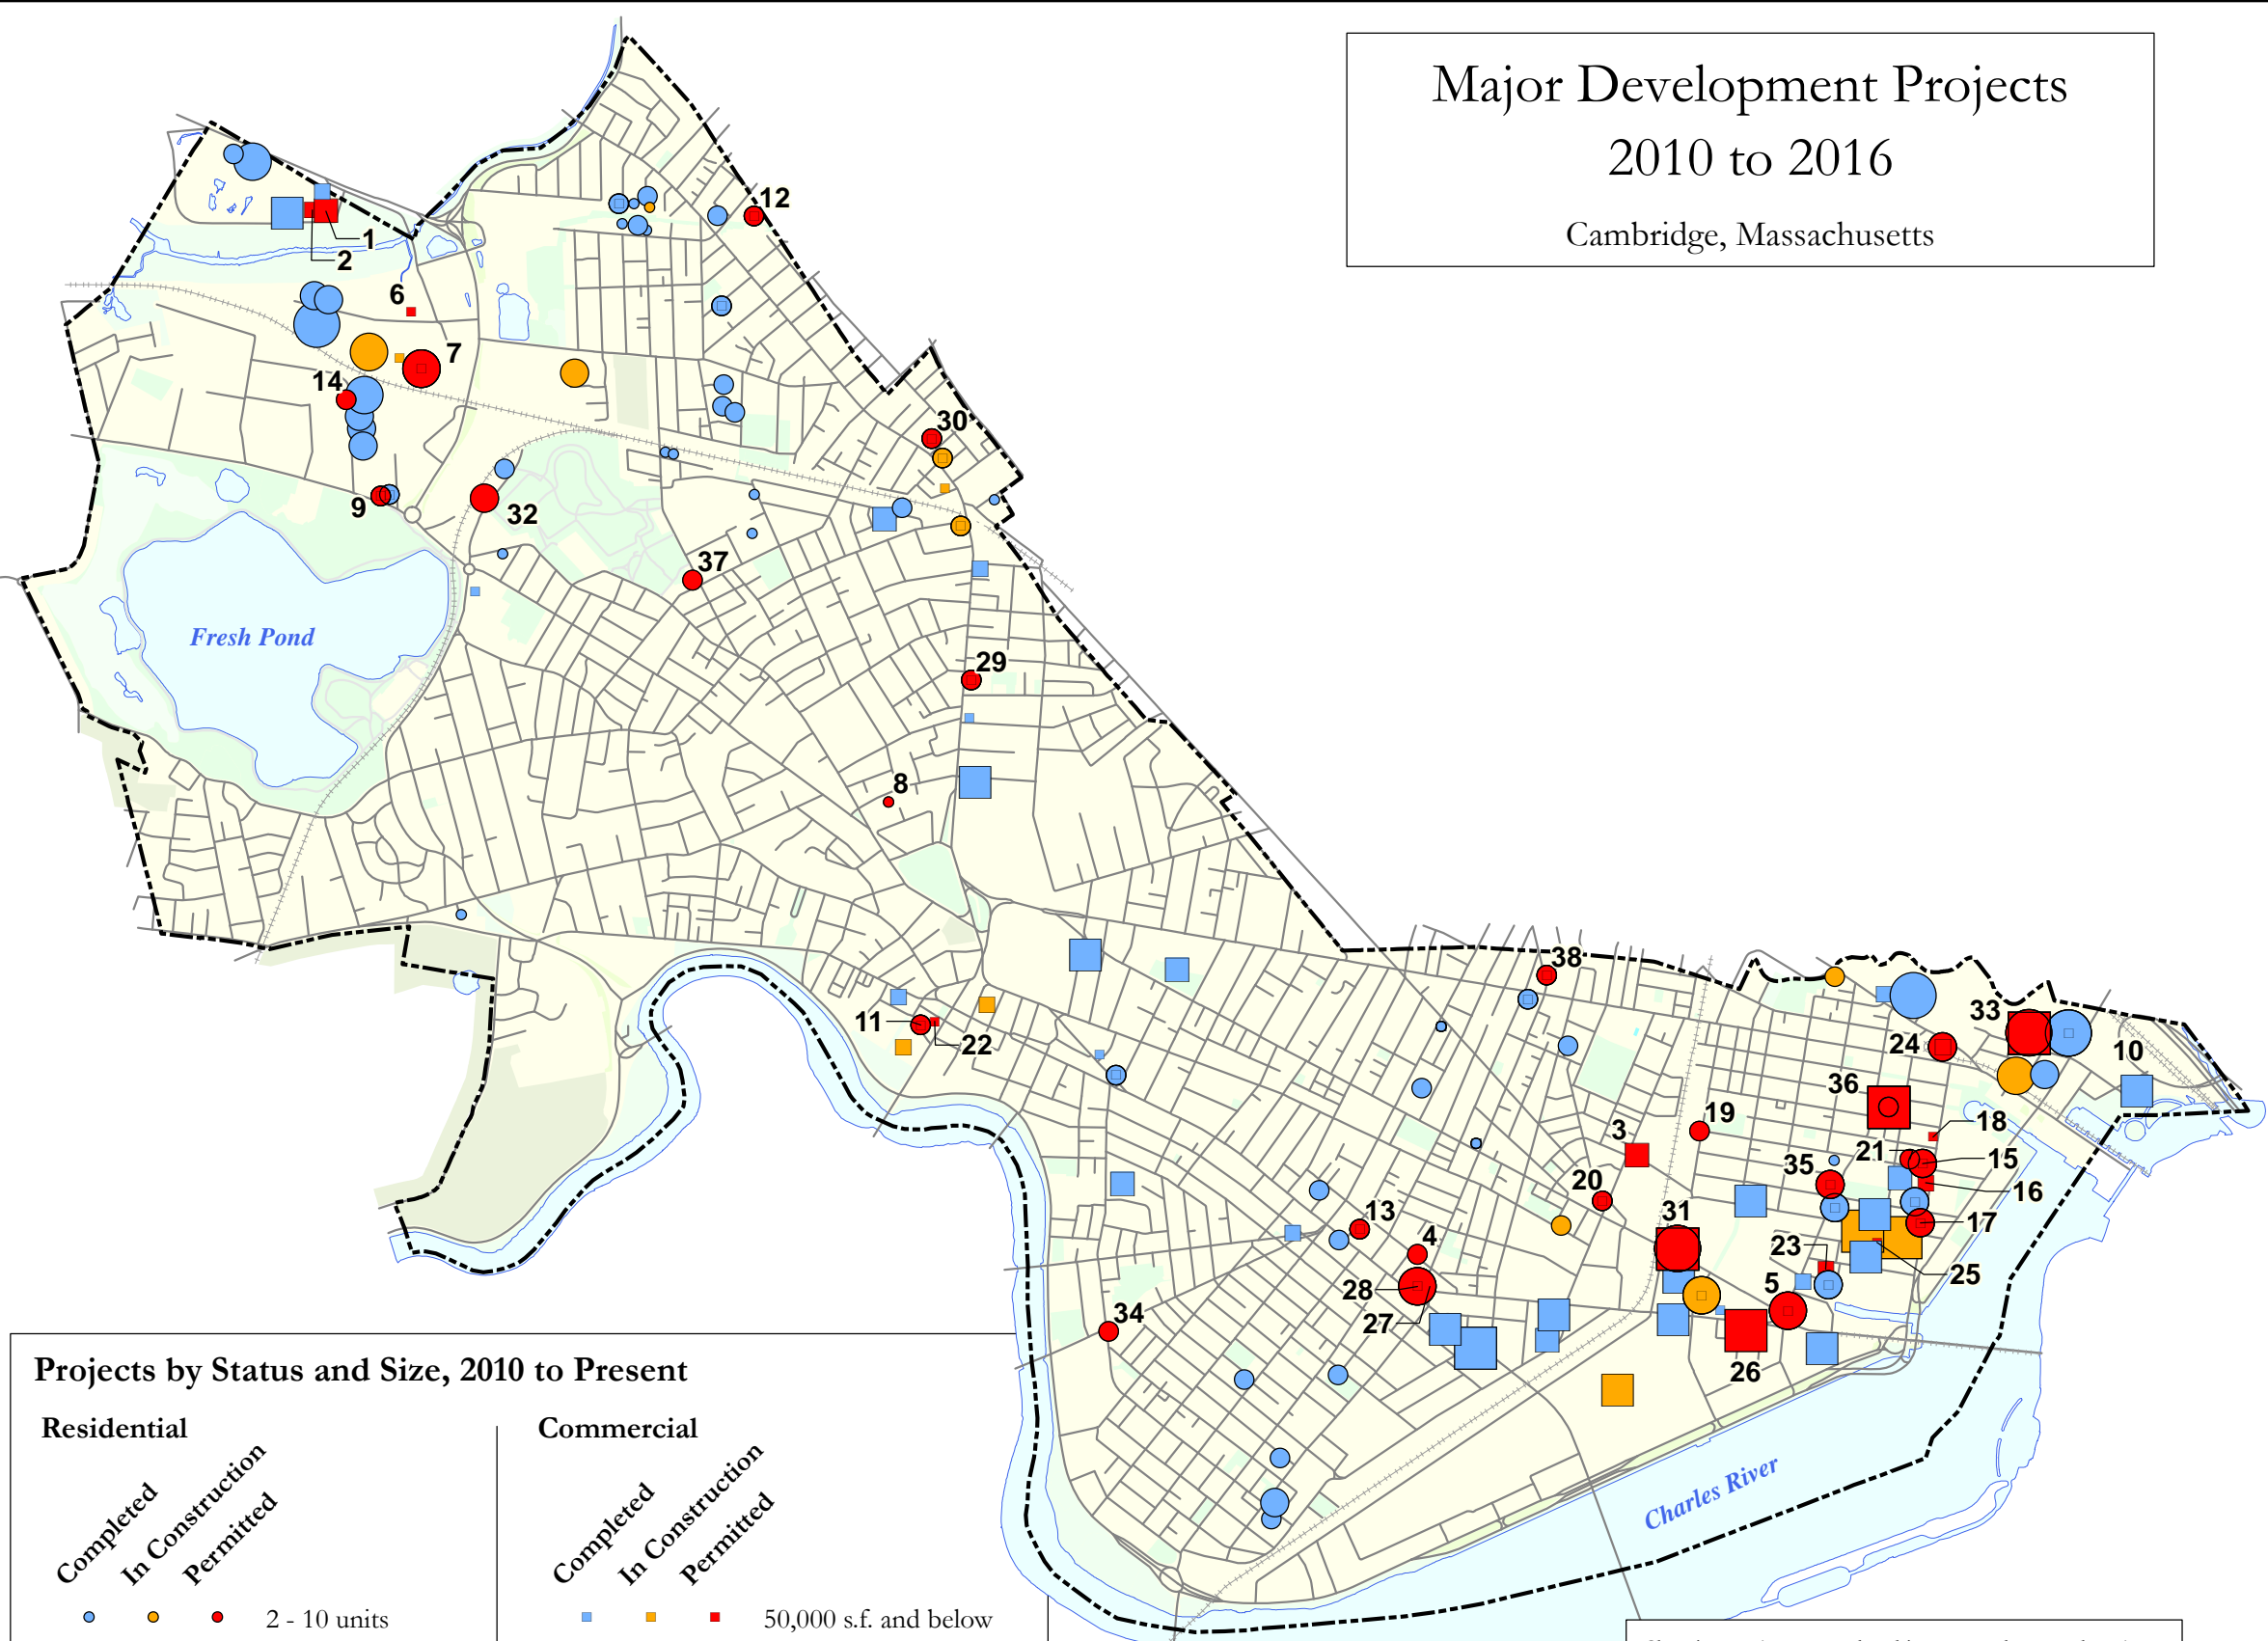 Major Development Projects
2010 to 2016
Cambridge, Massachusetts
12
1
2
6
7
14
30
9
32
37
Fresh Pond
29
8
38
33
11
22
24
10
36
19
18
3
21
15
35
16
20
13
31
17
4
23
25
28
5
27
34
26
Projects by Status and Size, 2010 to Present
Residential
Commercial
Completed
In Construction
Permitted
Completed
In Construction
Permitted
2 - 10 units
50,000 s.f. and below
Charles River